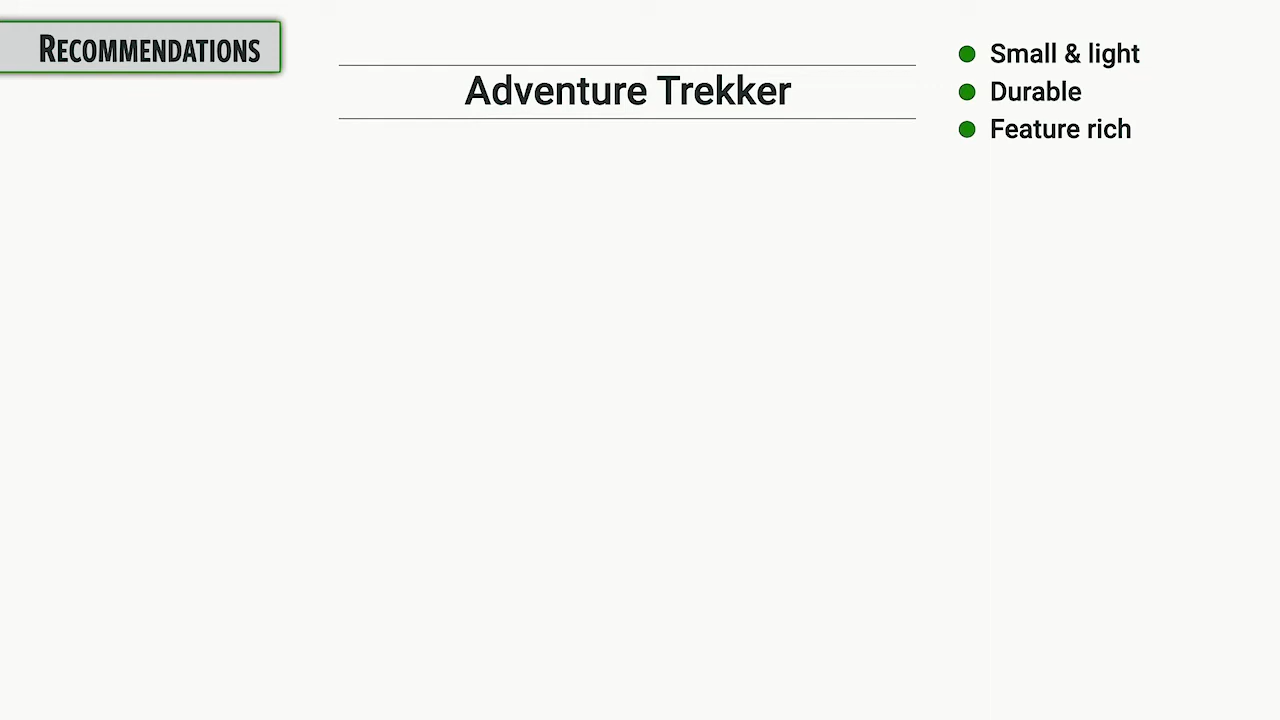 RECOMMENDATIONS
Adventure Trekker
Small & light
Durable
Feature rich